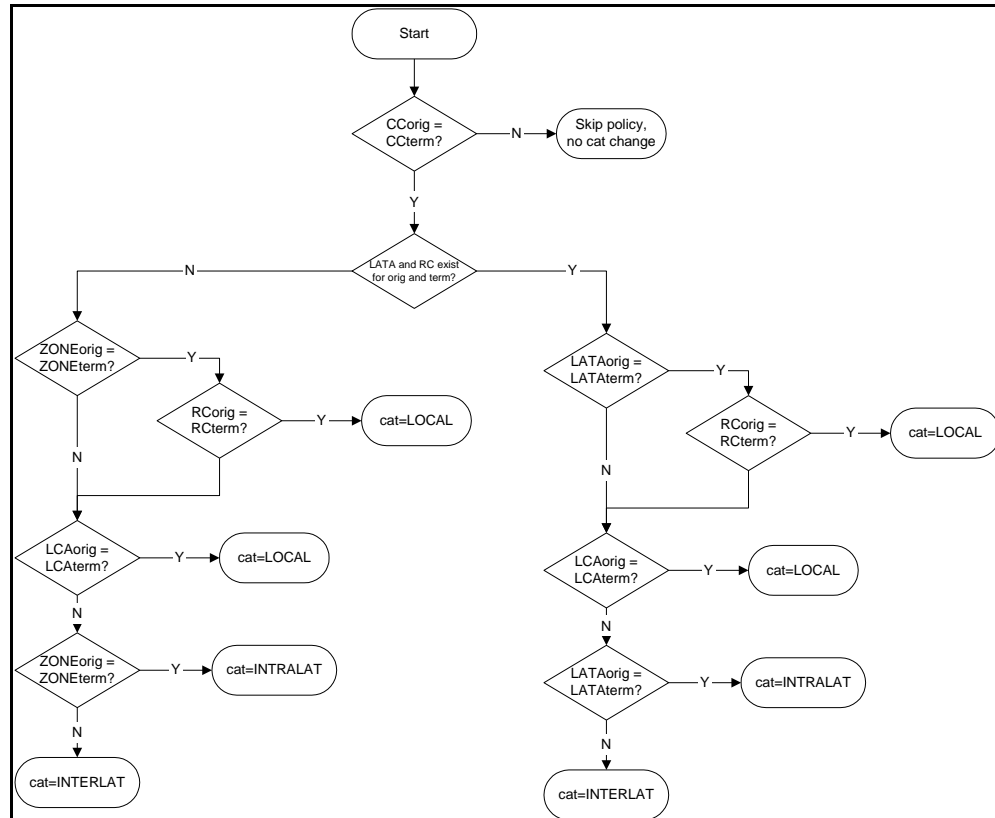 Start
CCorig =
CCterm?
N
Skip policy,
no cat change
Y
LATA and RC exist
for orig and term?
N
Y
ZONEorig =
ZONEterm?
Y
RCorig =
RCterm?
Y
cat=LOCAL
N
LCAorig =
LCAterm?
Y
cat=LOCAL
N
ZONEorig =
ZONEterm?
Y
cat=INTRALAT
N
cat=INTERLAT
LATAorig =
LATAterm?
Y
RCorig =
RCterm?
Y
cat=LOCAL
N
LCAorig =
LCAterm?
Y
cat=LOCAL
N
LATAorig =
LATAterm?
Y
cat=INTRALAT
N
cat=INTERLAT